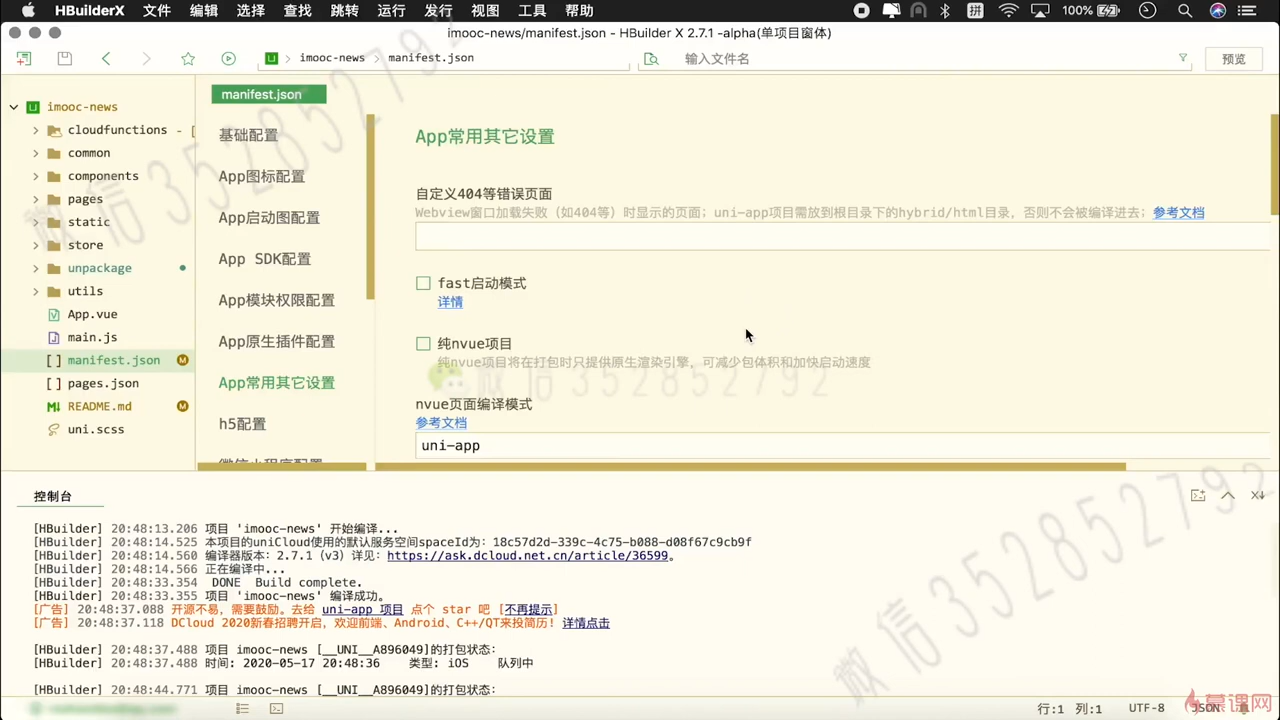 HBuilderX 文件 编辑 选择 查找 跳转 运行 发行 视图 工具 帮助 100%
imooc-news/manifest.json - HBuilder X 2.7.1 -alpha(单项目窗体)
imooc-news manifest.json 输入文件名 预览
manifest.json
imooc-news
cloudfunctions - [
common
components
pages
static
store
unpackage
utils
App.vue
main.js
[ ] manifest.json M
[ ] pages.json
README.md M
uni.scss
基础配置
App图标配置
App启动图配置
App SDK配置
App模块权限配置
App原生插件配置
App常用其它设置
h5配置
微信小程序配置
App常用其它设置
自定义404等错误页面
Webview窗口加载失败（如404等）时显示的页面；uni-app项目需放到根目录下的hybrid/html目录，否则不会被编译进去；参考文档
fast启动模式
详情
纯nvue项目
纯nvue项目将在打包时只提供原生渲染引擎，可减少包体积和加快启动速度
nvue页面编译模式
参考文档
uni-app
控制台
[HBuilder] 20:48:13.206 项目 'imooc-news' 开始编译...
[HBuilder] 20:48:14.525 本项目的uniCloud使用的默认服务空间spaceId为：18c57d2d-339c-4c75-b088-d08f67c9cb9f
[HBuilder] 20:48:14.560 编译器版本：2.7.1（v3）详见：https://ask.dcloud.net.cn/article/36599。
[HBuilder] 20:48:14.566 正在编译中...
[HBuilder] 20:48:33.354 DONE Build complete.
[HBuilder] 20:48:33.355 项目 'imooc-news' 编译成功。
[广告] 20:48:37.088 开源不易，需要鼓励。去给 uni-app 项目 点个 star 吧 [不再提示]
[广告] 20:48:37.118 DCloud 2020新春招聘开启，欢迎前端、Android、C++/QT来投简历！详情点击
[HBuilder] 20:48:37.488 项目 imooc-news [__UNI__A896049]的打包状态：
[HBuilder] 20:48:37.488 时间: 2020-05-17 20:48:36 类型: iOS 队列中
[HBuilder] 20:48:44.771 项目 imooc-news [__UNI__A896049]的打包状态：
行:1 列:1 UTF-8 JSON
慕课网
微信 352852792
微信 352852792
微信 352852792